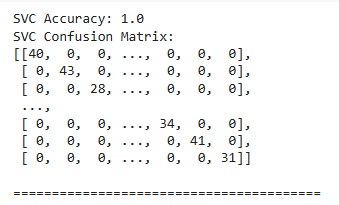 SVC Accuracy: 1.0
SVC Confusion Matrix:
[[40,  0,  0, ...,  0,  0,  0],
 [ 0, 43,  0, ...,  0,  0,  0],
 [ 0,  0, 28, ...,  0,  0,  0],
 ...,
 [ 0,  0,  0, ..., 34,  0,  0],
 [ 0,  0,  0, ...,  0, 41,  0],
 [ 0,  0,  0, ...,  0,  0, 31]]
========================================